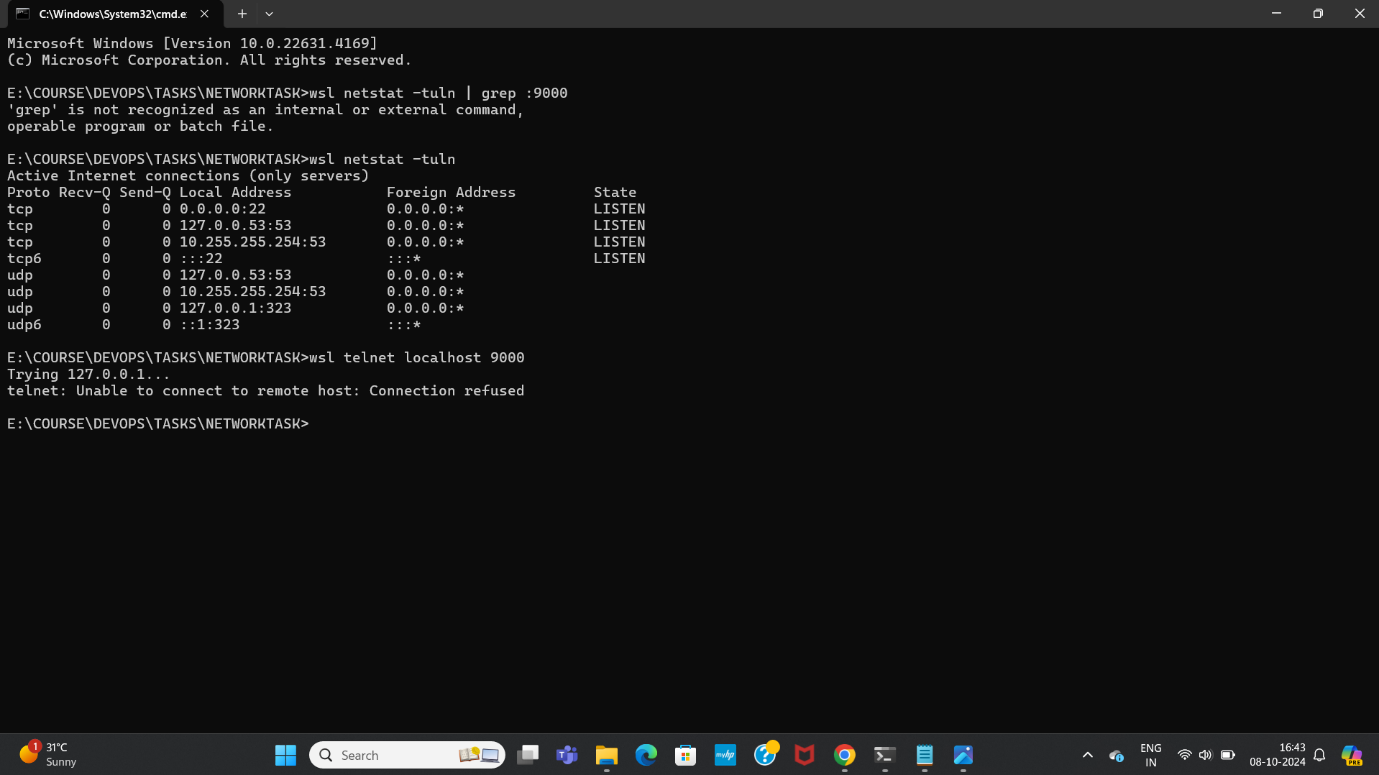 C:\Windows\System32\cmd.e:
Microsoft Windows [Version 10.0.22631.4169]
(c) Microsoft Corporation. All rights reserved.
E:\COURSE\DEVOPS\TASKS\NETWORKTASK>wsl netstat -tuln | grep :9000
'grep' is not recognized as an internal or external command,
operable program or batch file.
E:\COURSE\DEVOPS\TASKS\NETWORKTASK>wsl netstat -tuln
Active Internet connections (only servers)
Proto Recv-Q Send-Q Local Address           Foreign Address         State
tcp        0      0 0.0.0.0:22              0.0.0.0:*               LISTEN
tcp        0      0 127.0.0.53:53           0.0.0.0:*               LISTEN
tcp        0      0 10.255.255.254:53       0.0.0.0:*               LISTEN
tcp6       0      0 :::22                   :::*                    LISTEN
udp        0      0 127.0.0.53:53           0.0.0.0:*
udp        0      0 10.255.255.254:53       0.0.0.0:*
udp        0      0 127.0.0.1:323           0.0.0.0:*
udp6       0      0 ::1:323                 :::*
E:\COURSE\DEVOPS\TASKS\NETWORKTASK>wsl telnet localhost 9000
Trying 127.0.0.1...
telnet: Unable to connect to remote host: Connection refused
E:\COURSE\DEVOPS\TASKS\NETWORKTASK>
1
31°C
Sunny
Search
myhp
ENG
IN
16:43
08-10-2024
PRE